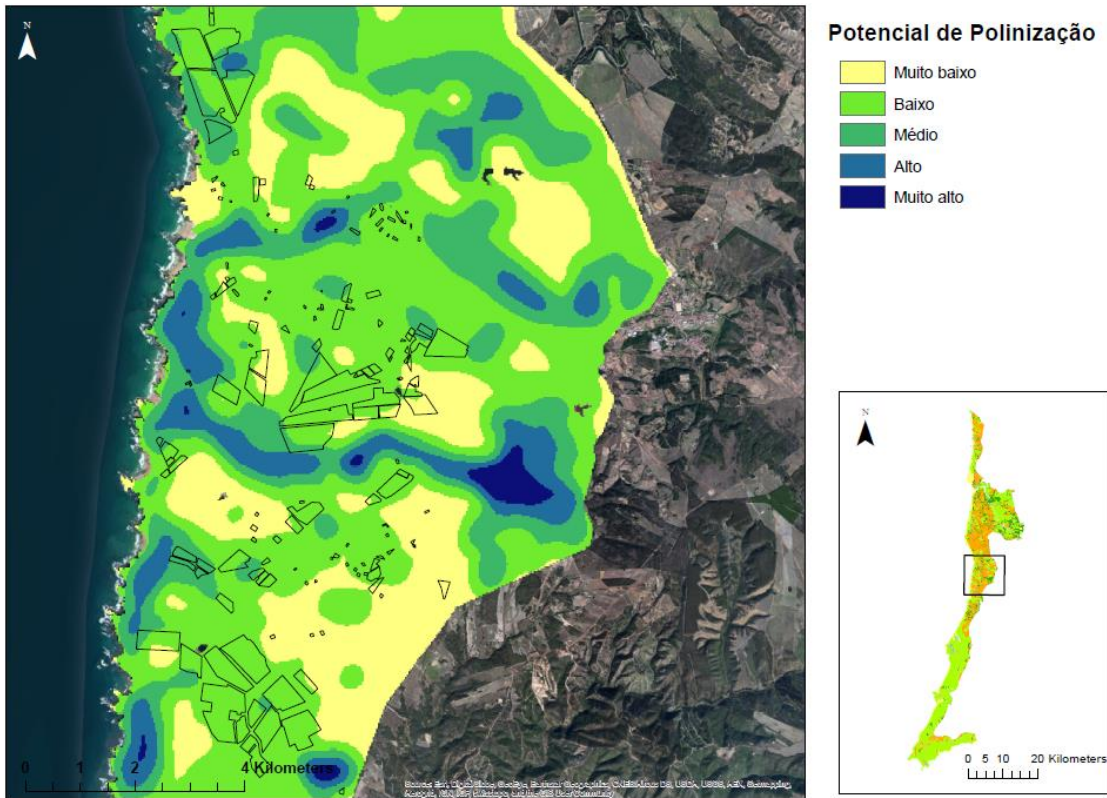 N
Potencial de Polinização
Muito baixo
Baixo
Médio
Alto
Muito alto
N
0 5 10 20 Kilometers
0 1 2 4 Kilometers